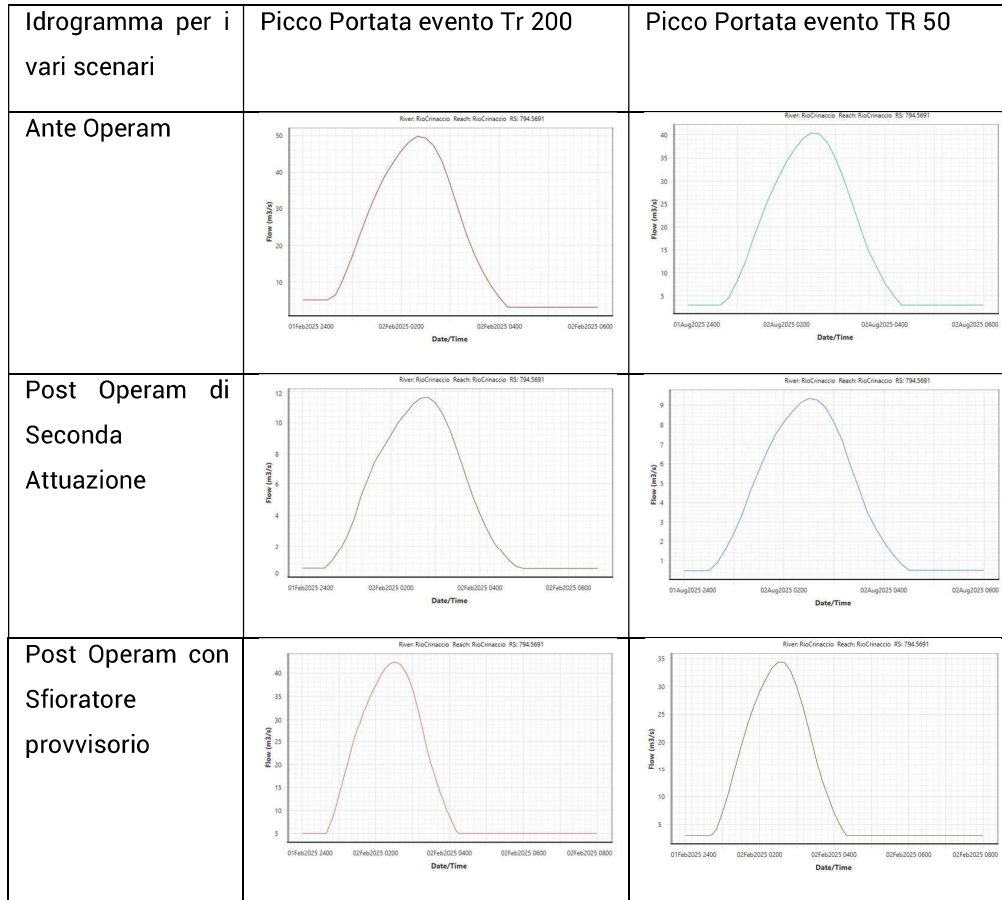 Idrogramma per i
vari scenari
Picco Portata evento Tr 200
Picco Portata evento TR 50
Ante Operam
River: RioCrinaccio Reach: RioCrinaccio RS: 794.5691
50
40
30
20
10
Flow (m3/s)
01Feb2025 2400
02Feb2025 0200
02Feb2025 0400
02Feb2025 0600
Date/Time
River: RioCrinaccio Reach: RioCrinaccio RS: 794.5691
40
35
30
25
20
15
10
5
Flow (m3/s)
01Aug2025 2400
02Aug2025 0200
02Aug2025 0400
02Aug2025 0600
Date/Time
Post Operam di
Seconda
Attuazione
River: RioCrinaccio Reach: RioCrinaccio RS: 794.5691
12
10
8
6
4
2
0
Flow (m3/s)
01Feb2025 2400
02Feb2025 0200
02Feb2025 0400
02Feb2025 0600
Date/Time
River: RioCrinaccio Reach: RioCrinaccio RS: 794.5691
9
8
7
6
5
4
3
2
1
Flow (m3/s)
01Aug2025 2400
02Aug2025 0200
02Aug2025 0400
02Aug2025 0600
Date/Time
Post Operam con
Sfioratore
provvisorio
River: RioCrinaccio Reach: RioCrinaccio RS: 794.5691
40
35
30
25
20
15
10
5
Flow (m3/s)
01Feb2025 2400
02Feb2025 0200
02Feb2025 0400
02Feb2025 0600
02Feb2025 0800
Date/Time
River: RioCrinaccio Reach: RioCrinaccio RS: 794.5691
35
30
25
20
15
10
5
Flow (m3/s)
01Feb2025 2400
02Feb2025 0200
02Feb2025 0400
02Feb2025 0600
02Feb2025 0800
Date/Time